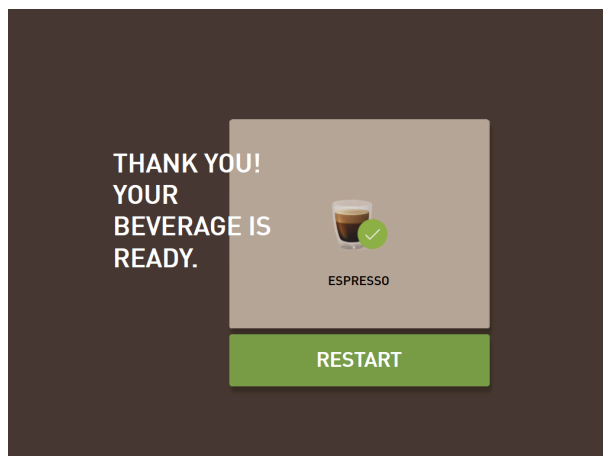 THANK YOU!
YOUR
BEVERAGE IS
READY.
ESPRESSO
RESTART